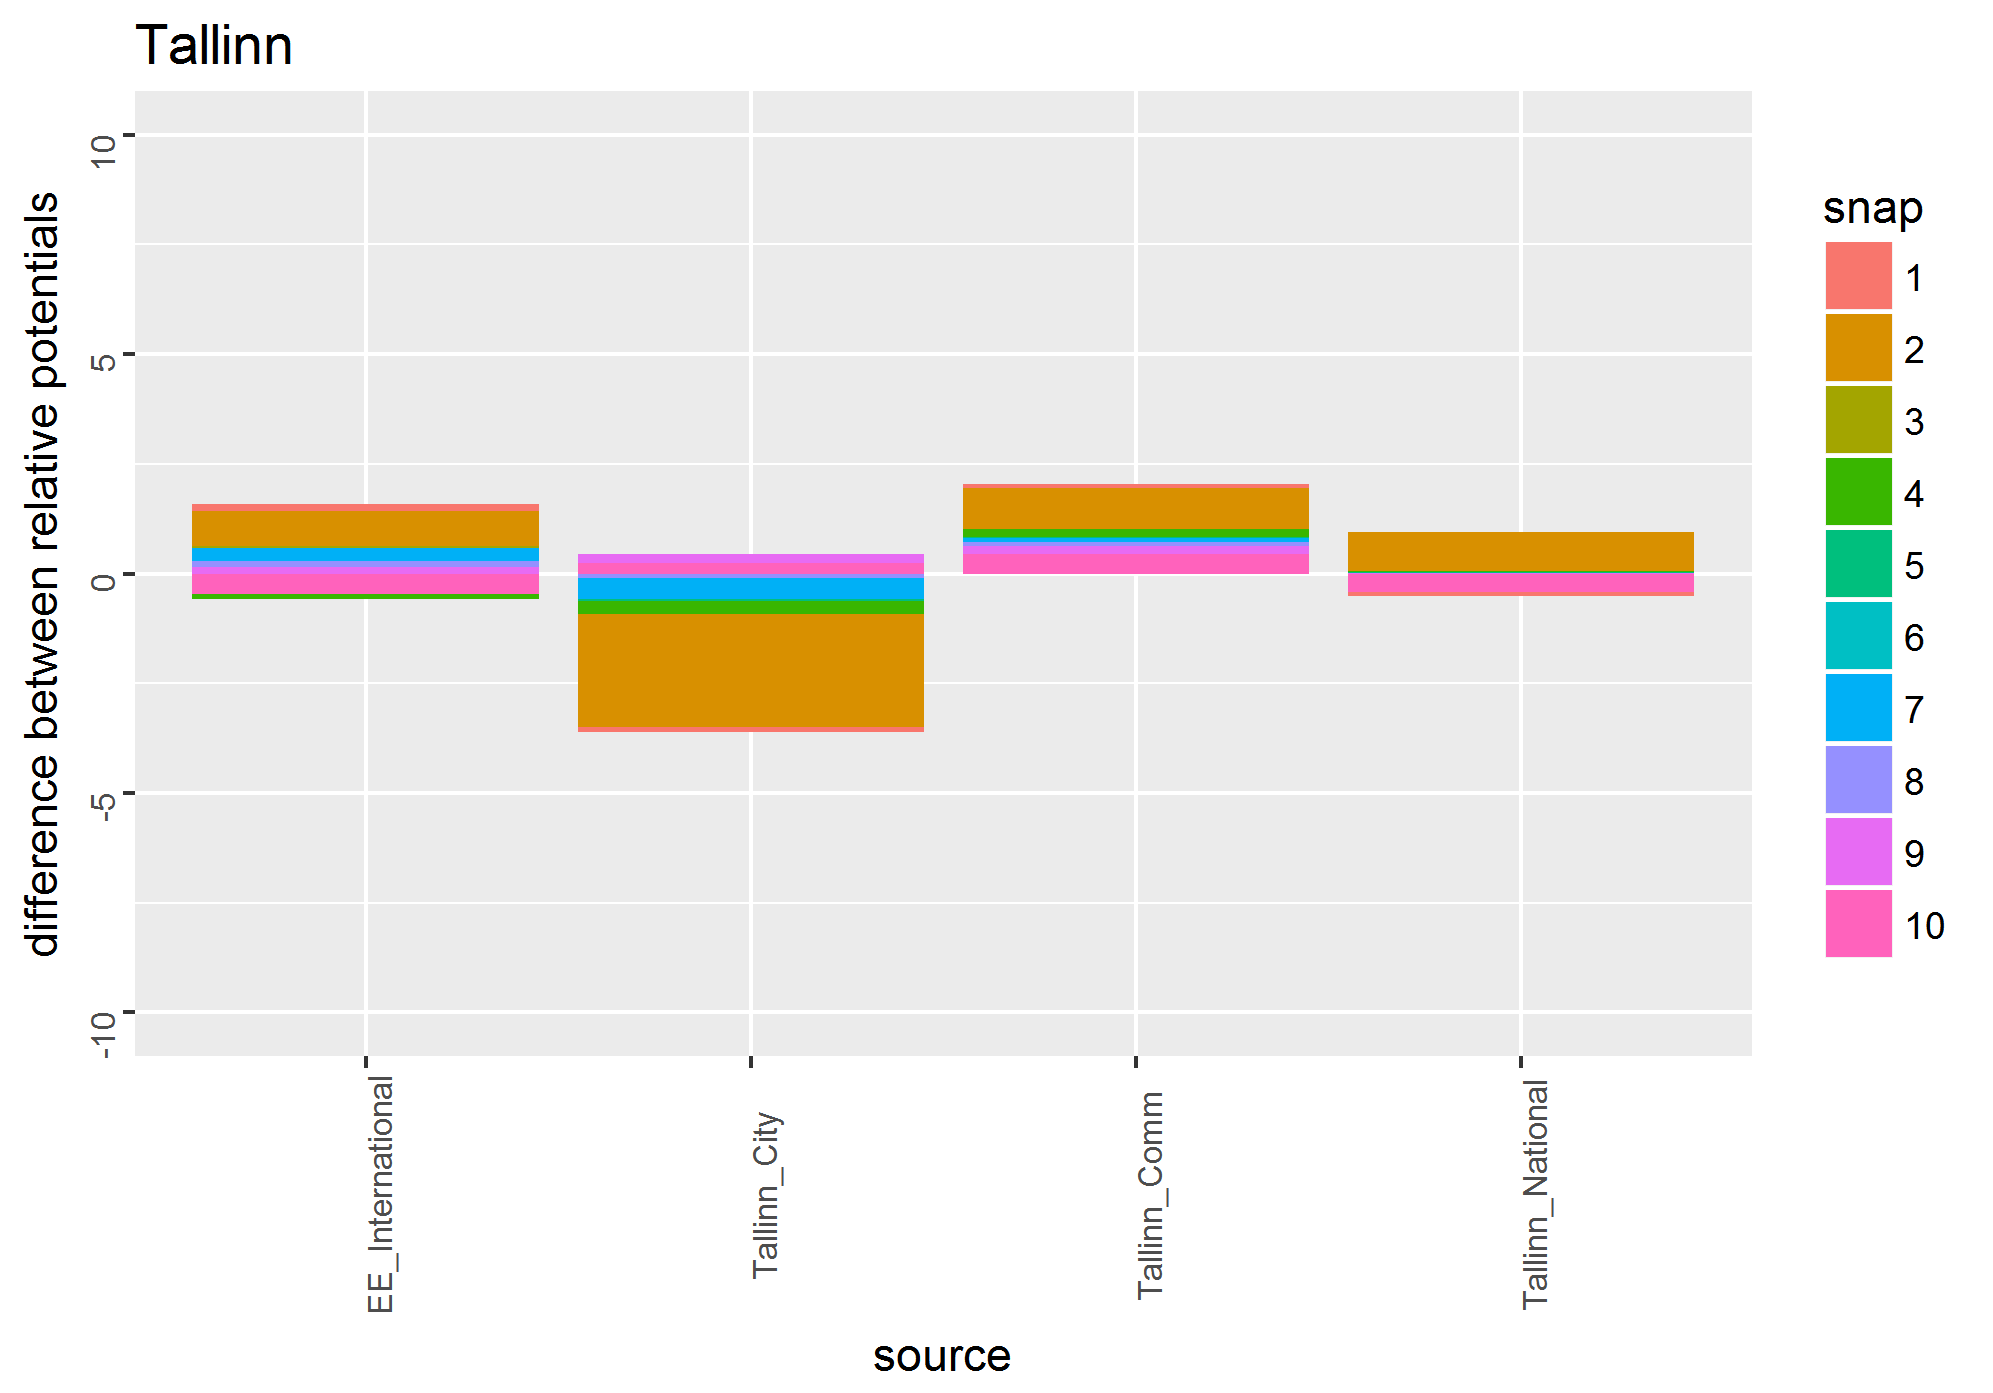 Tallinn
difference between relative potentials
10
5
0
-5
-10
EE_International
Tallinn_City
Tallinn_Comm
Tallinn_National
source
snap
1
2
3
4
5
6
7
8
9
10